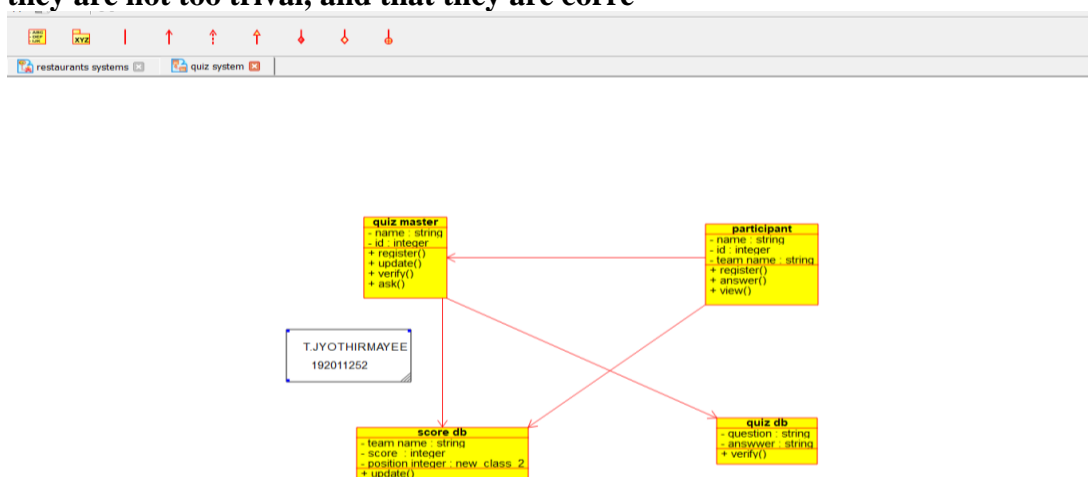 they are not too trival, and that they are corre
ABC
DEF
XYZ
restaurants systems
quiz system
quiz master
- name : string
- id : integer
+ register()
+ update()
+ verify()
+ ask()
participant
- name : string
- id : integer
- team name : string
+ register()
+ answer()
+ view()
T.JYOTHIRMAYEE
192011252
score db
- team name : string
- score : integer
- position integer : new_class_2
+ update()
quiz db
- question : string
- answwer : string
+ verify()